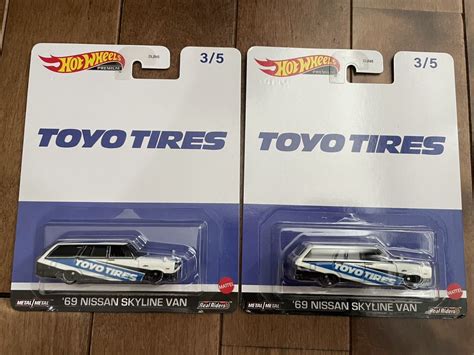 Hot Wheels
PREMIUM
3/5
TOYO TIRES
TOYO TIRES
MATTEL
'69 NISSAN SKYLINE VAN
METAL/METAL
Real Riders
Hot Wheels
PREMIUM
3/5
TOYO TIRES
TOYO TIRES
MATTEL
'69 NISSAN SKYLINE VAN
METAL/METAL
Real Riders